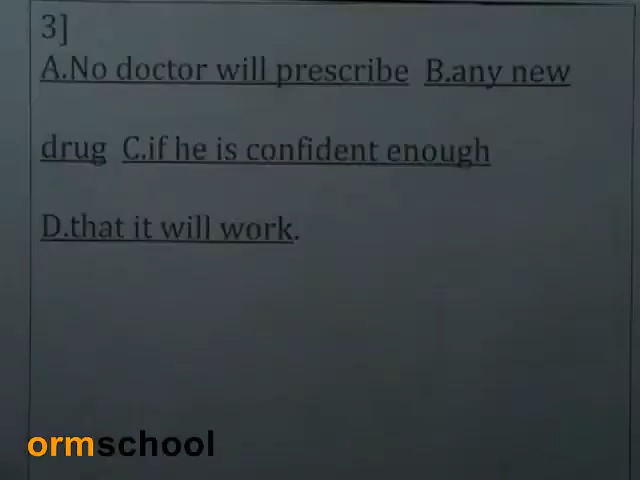 3]
A.No doctor will prescribe B.any new
drug C.if he is confident enough
D.that it will work.
ormschool